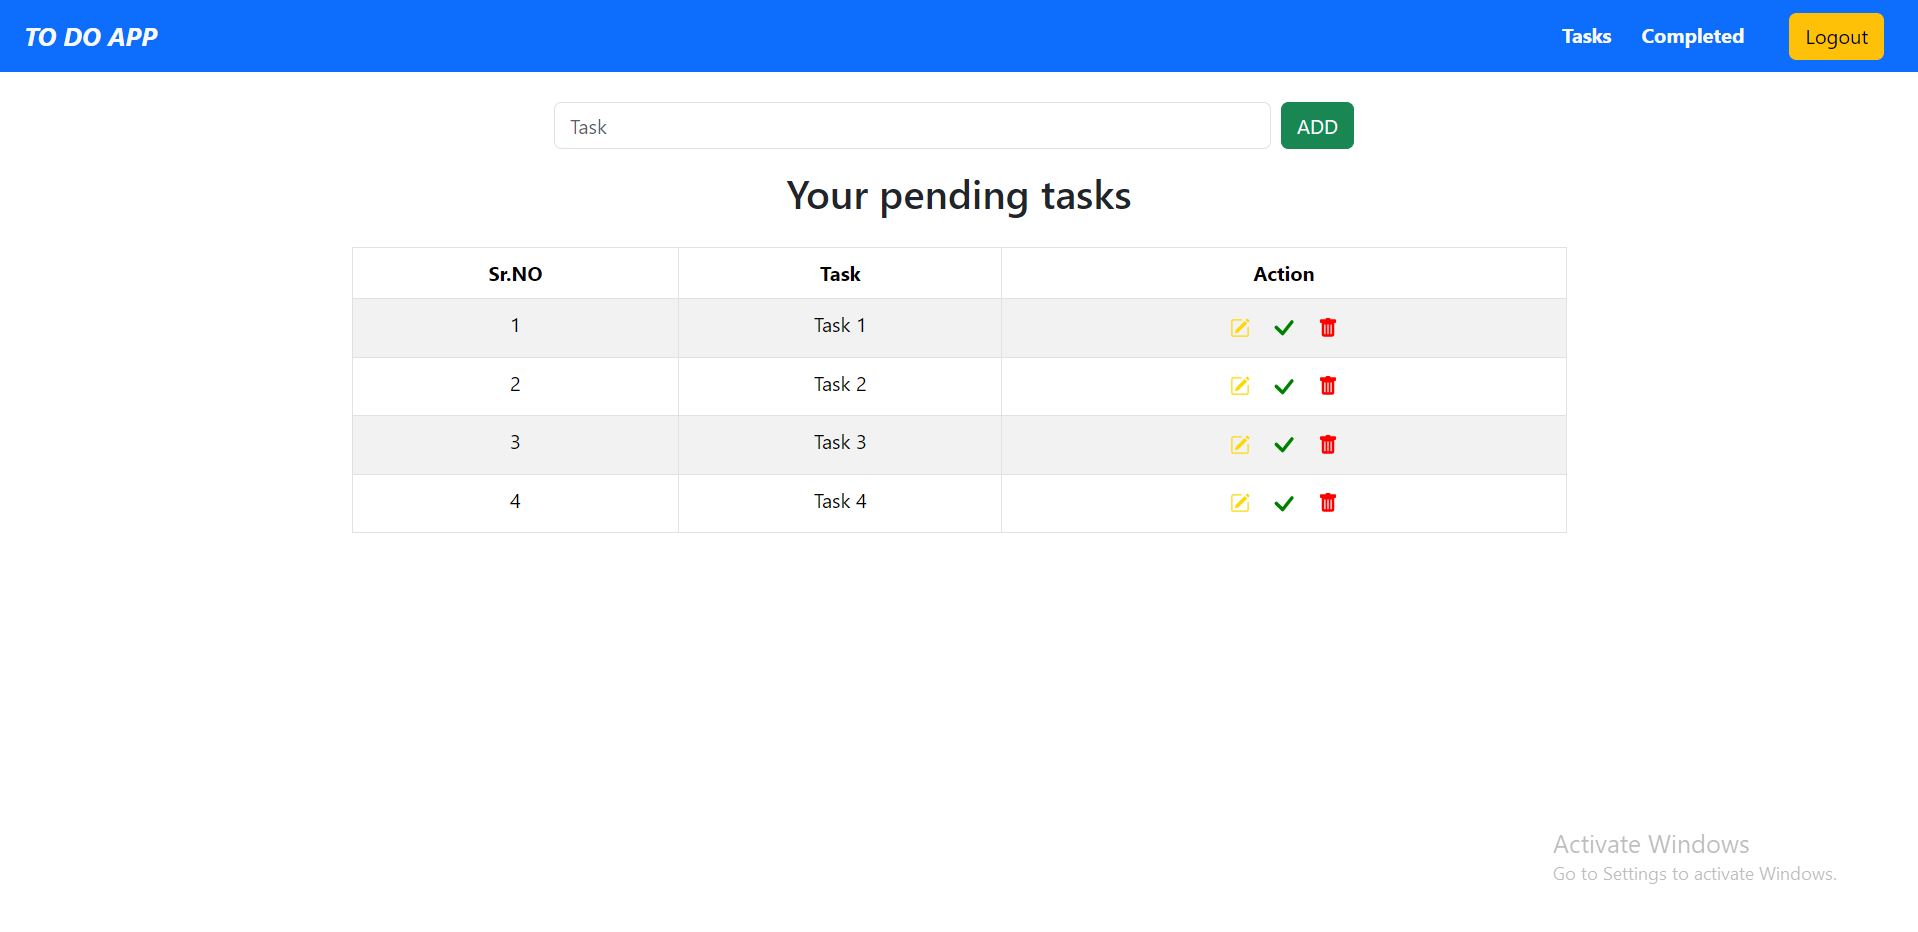 TO DO APP
Tasks Completed Logout
Task ADD
Your pending tasks
Sr.NO Task Action
1 Task 1
2 Task 2
3 Task 3
4 Task 4
Activate Windows
Go to Settings to activate Windows.